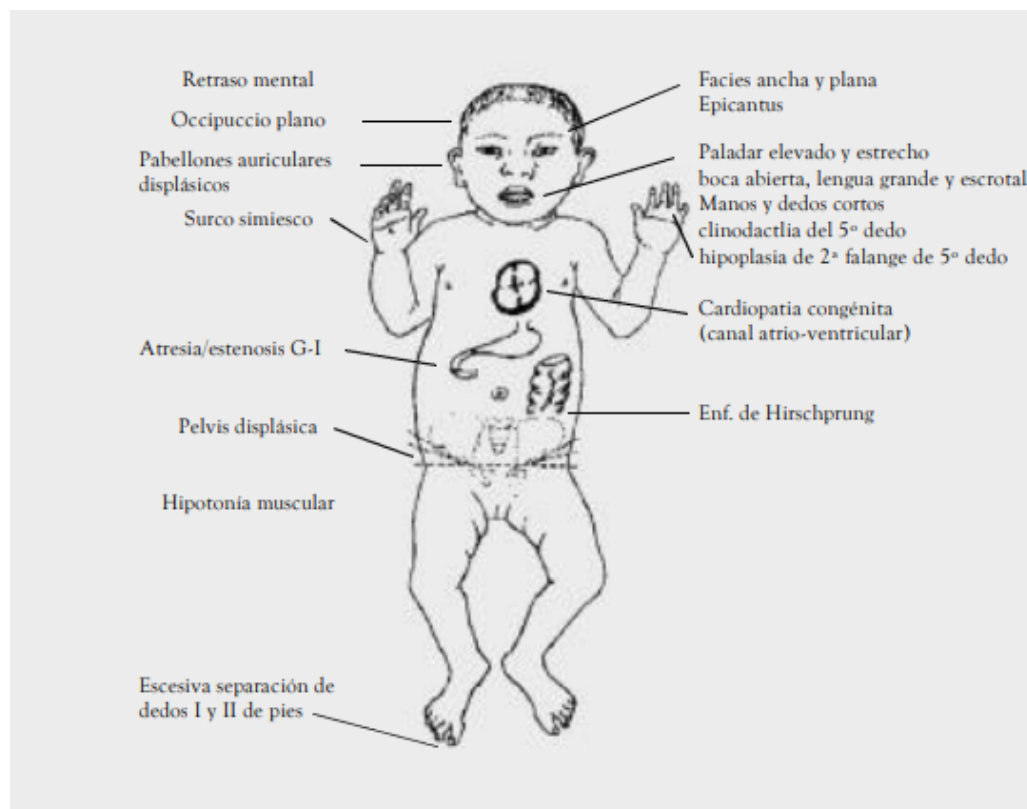 Retraso mental
Occipuccio plano
Pabellones auriculares
displásicos
Surco simiesco
Atresia/estenosis G-I
Pelvis displásica
Hipotonía muscular
Escesiva separación de
dedos I y II de pies
Facies ancha y plana
Epicantus
Paladar elevado y estrecho
boca abierta, lengua grande y escrotal
Manos y dedos cortos
clinodactlia del 5º dedo
hipoplasia de 2ª falange de 5º dedo
Cardiopatia congénita
(canal atrio-ventricular)
Enf. de Hirschprung